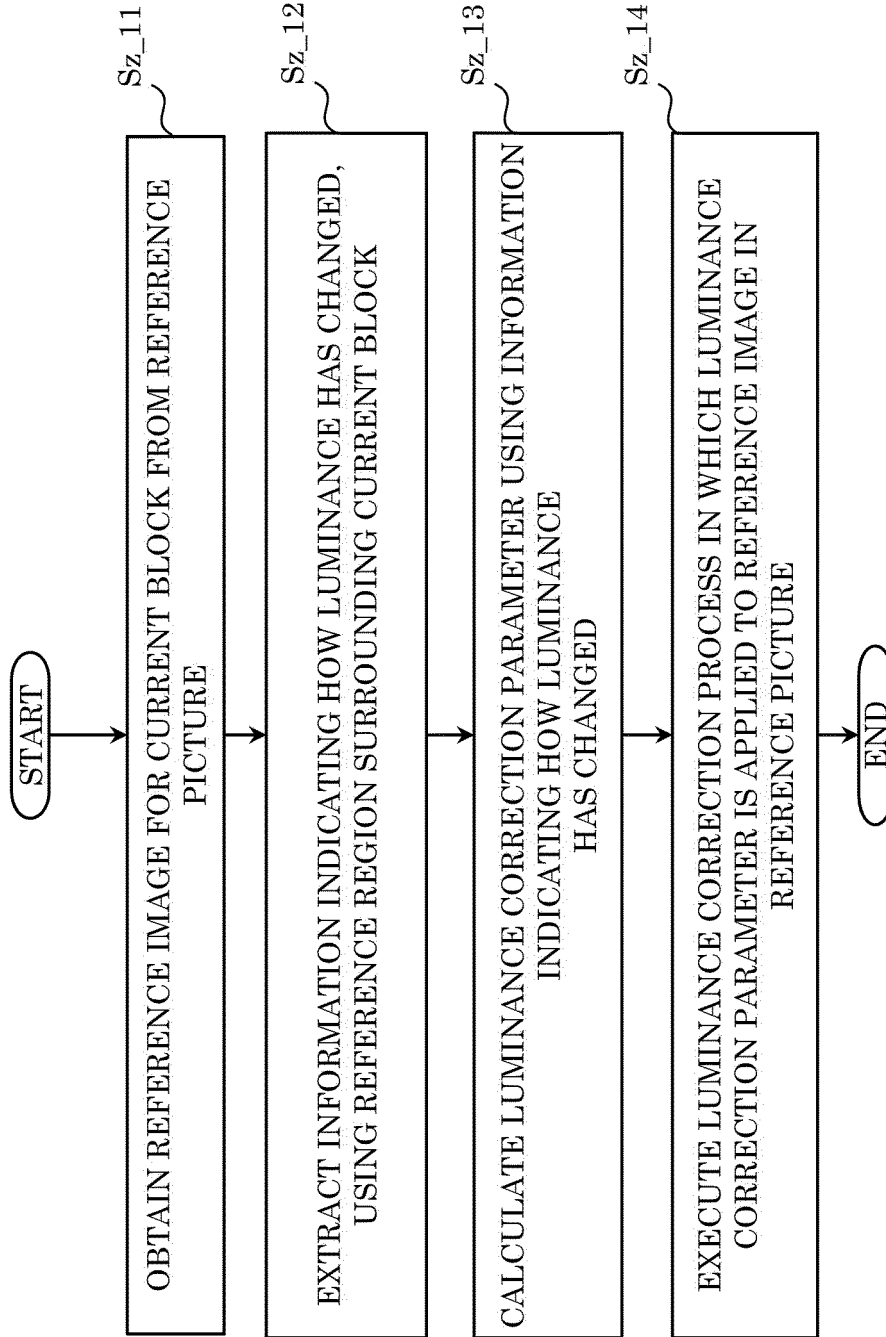 START
Sz_11
OBTAIN REFERENCE IMAGE FOR CURRENT BLOCK FROM REFERENCE
PICTURE
Sz_12
EXTRACT INFORMATION INDICATING HOW LUMINANCE HAS CHANGED,
USING REFERENCE REGION SURROUNDING CURRENT BLOCK
Sz_13
CALCULATE LUMINANCE CORRECTION PARAMETER USING INFORMATION
INDICATING HOW LUMINANCE
HAS CHANGED
Sz_14
EXECUTE LUMINANCE CORRECTION PROCESS IN WHICH LUMINANCE
CORRECTION PARAMETER IS APPLIED TO REFERENCE IMAGE IN
REFERENCE PICTURE
END